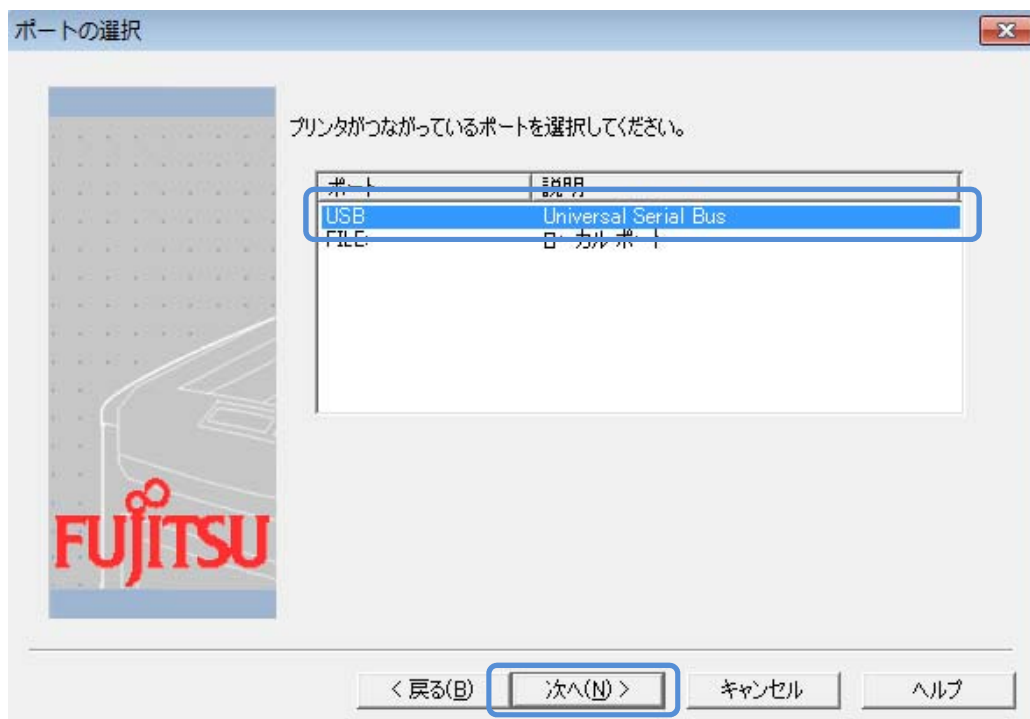 ポートの選択
プリンタがつながっているポートを選択してください。
ポート 説明
USB Universal Serial Bus
FILE: ローカル ポート
FUJITSU
< 戻る(B) 次へ(N) > キャンセル ヘルプ